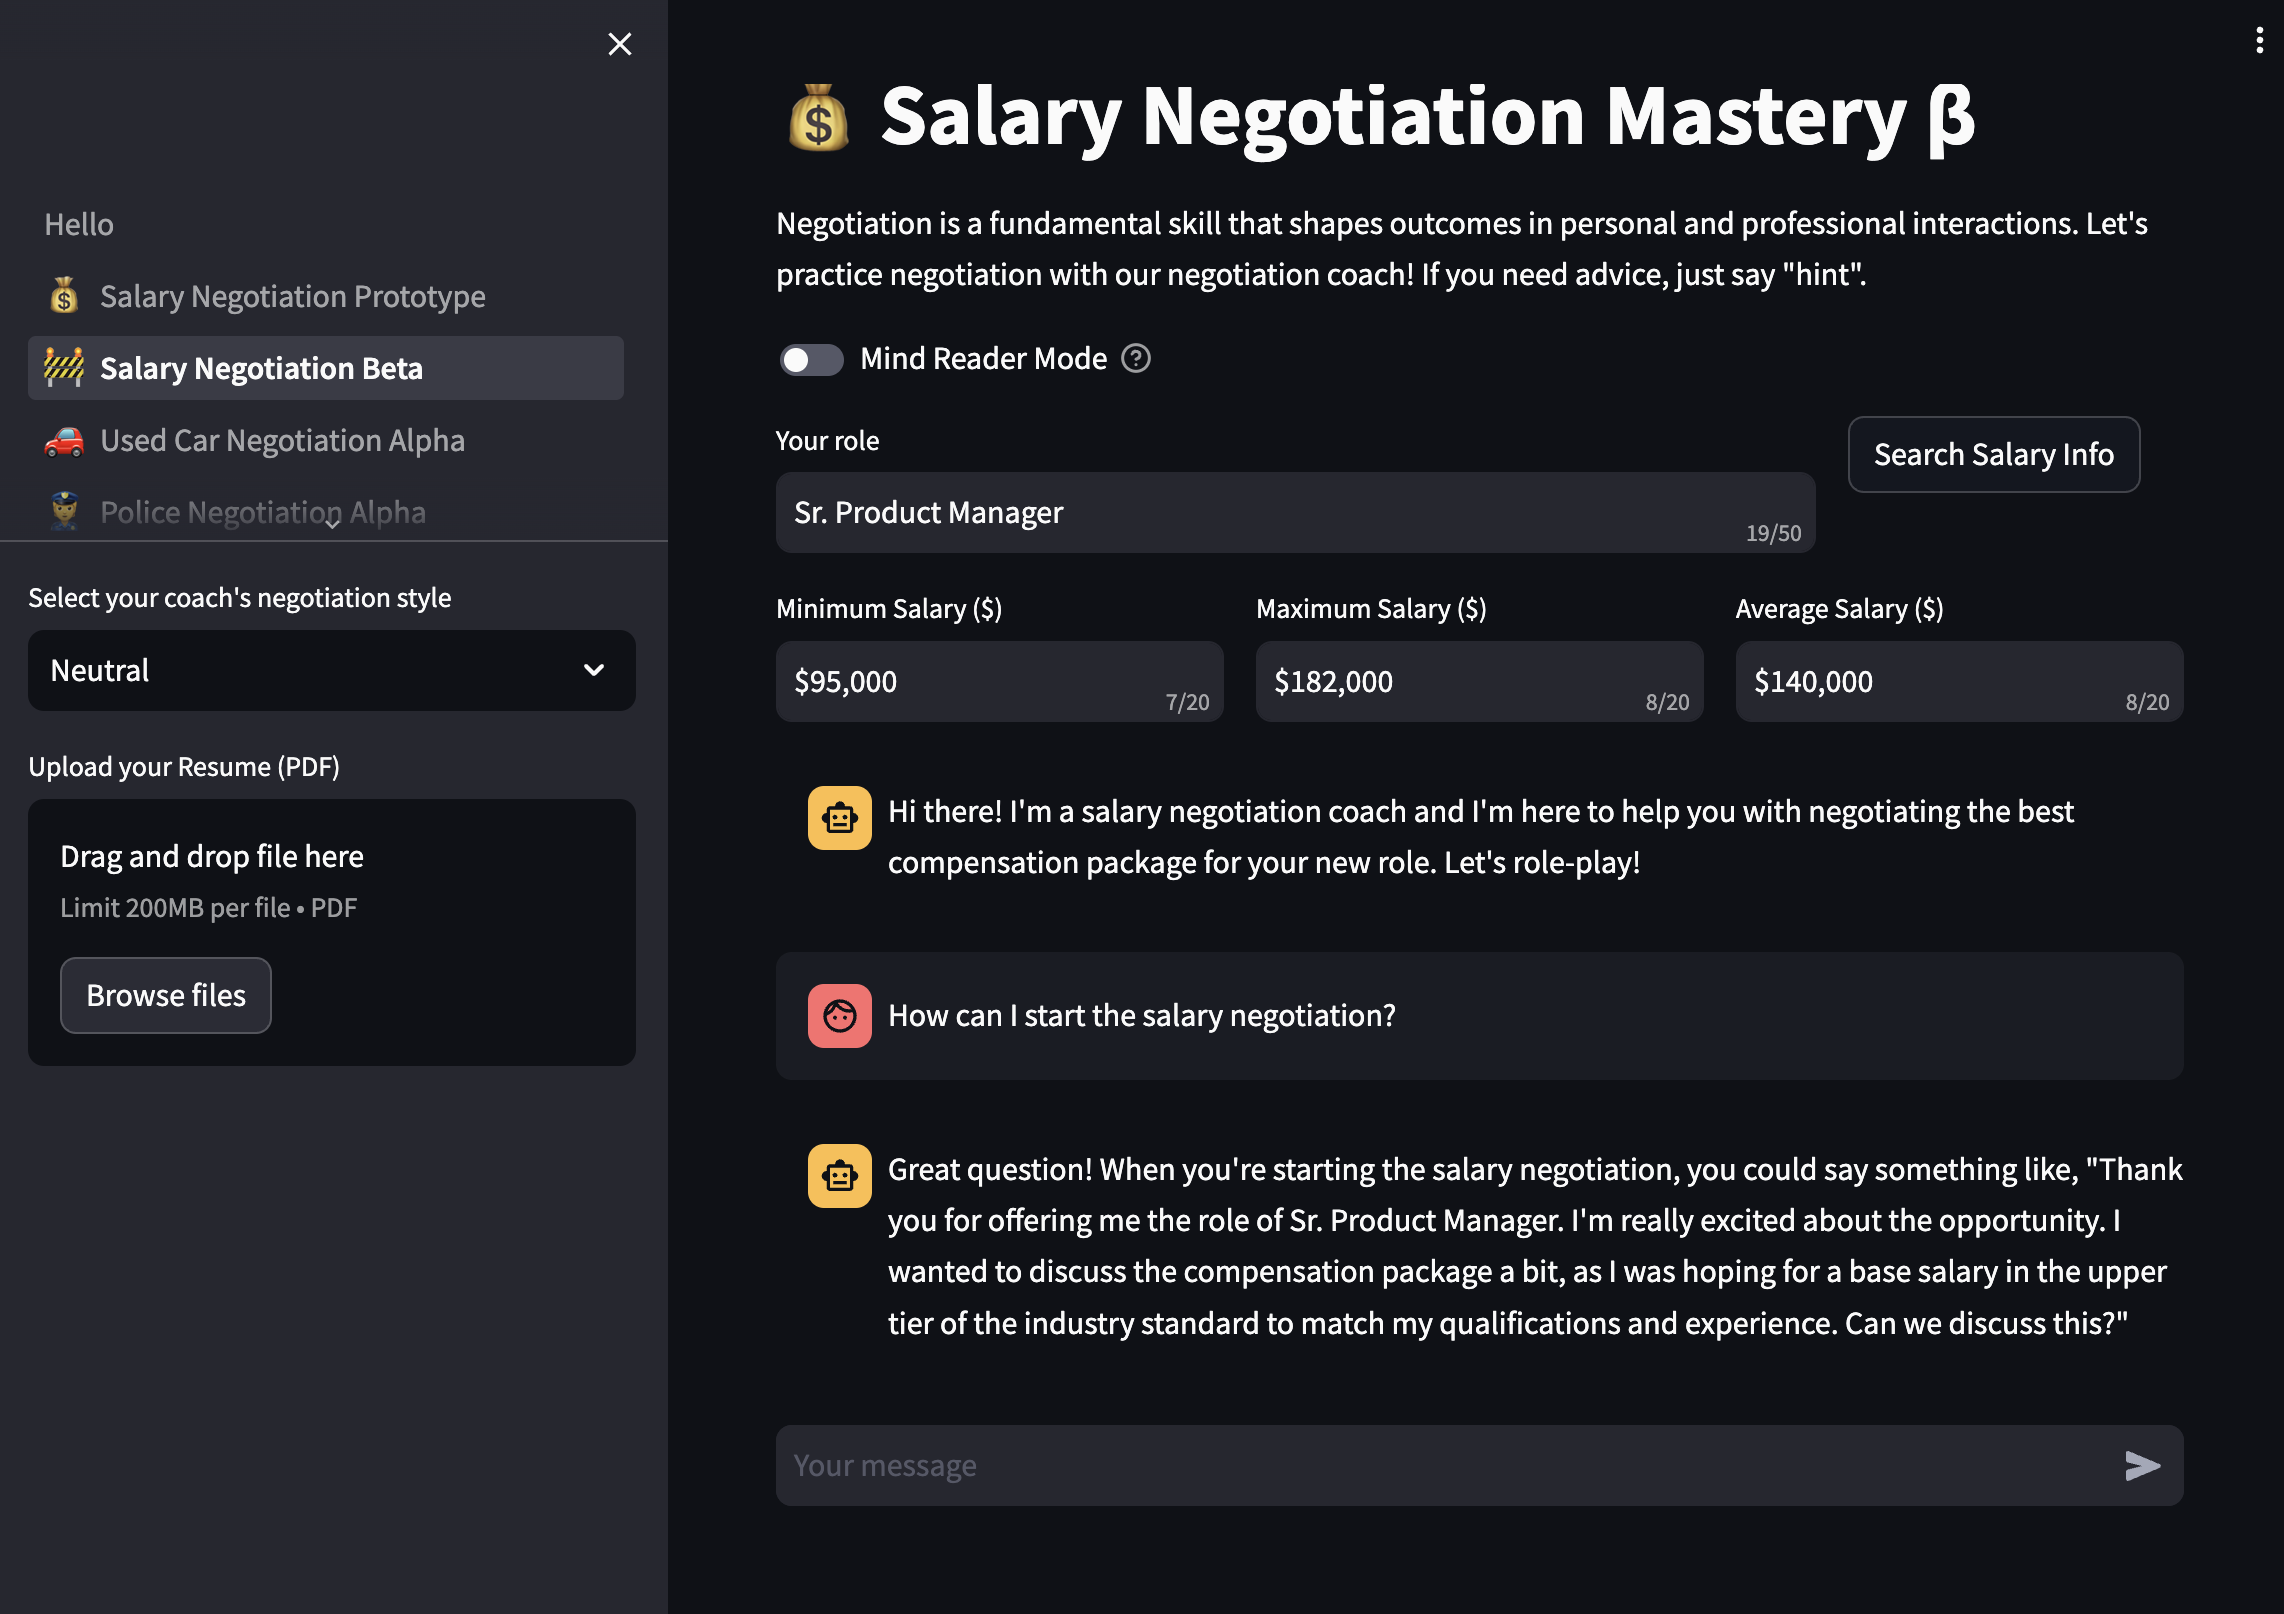 Hello
Salary Negotiation Prototype
Salary Negotiation Beta
Used Car Negotiation Alpha
Police Negotiation Alpha
Select your coach's negotiation style
Neutral
Upload your Resume (PDF)
Drag and drop file here
Limit 200MB per file • PDF
Browse files
Salary Negotiation Mastery β
Negotiation is a fundamental skill that shapes outcomes in personal and professional interactions. Let's
practice negotiation with our negotiation coach! If you need advice, just say "hint".
Mind Reader Mode
Your role
Search Salary Info
Sr. Product Manager
19/50
Minimum Salary ($) Maximum Salary ($) Average Salary ($)
$95,000 $182,000 $140,000
7/20 8/20 8/20
Hi there! I'm a salary negotiation coach and I'm here to help you with negotiating the best
compensation package for your new role. Let's role-play!
How can I start the salary negotiation?
Great question! When you're starting the salary negotiation, you could say something like, "Thank
you for offering me the role of Sr. Product Manager. I'm really excited about the opportunity. I
wanted to discuss the compensation package a bit, as I was hoping for a base salary in the upper
tier of the industry standard to match my qualifications and experience. Can we discuss this?"
Your message